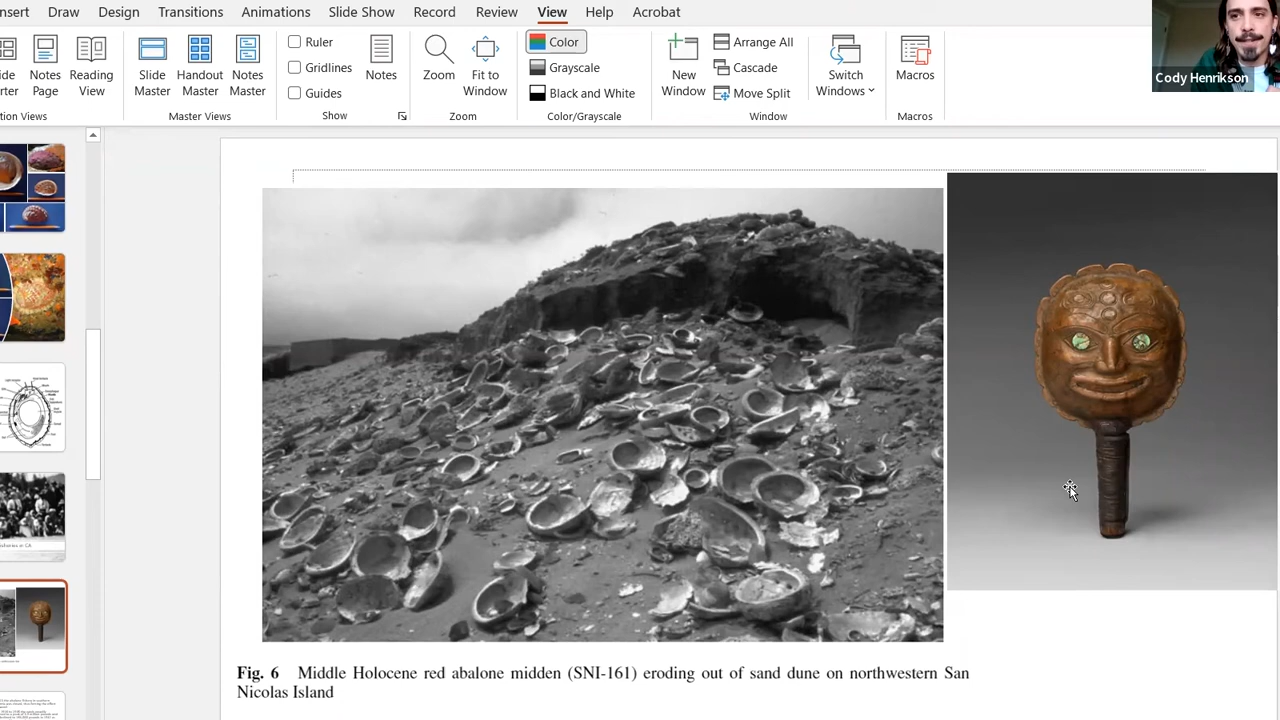 nsert Draw Design Transitions Animations Slide Show Record Review View Help Acrobat
Notes Page
Reading View
Slide Master
Handout Master
Notes Master
Ruler
Gridlines
Guides
Notes
Zoom
Fit to Window
Color
Grayscale
Black and White
New Window
Arrange All
Cascade
Move Split
Switch Windows
Macros
Cody Henrikson
Master Views
Show
Zoom
Color/Grayscale
Window
Macros
Fig. 6 Middle Holocene red abalone midden (SNI-161) eroding out of sand dune on northwestern San
Nicolas Island